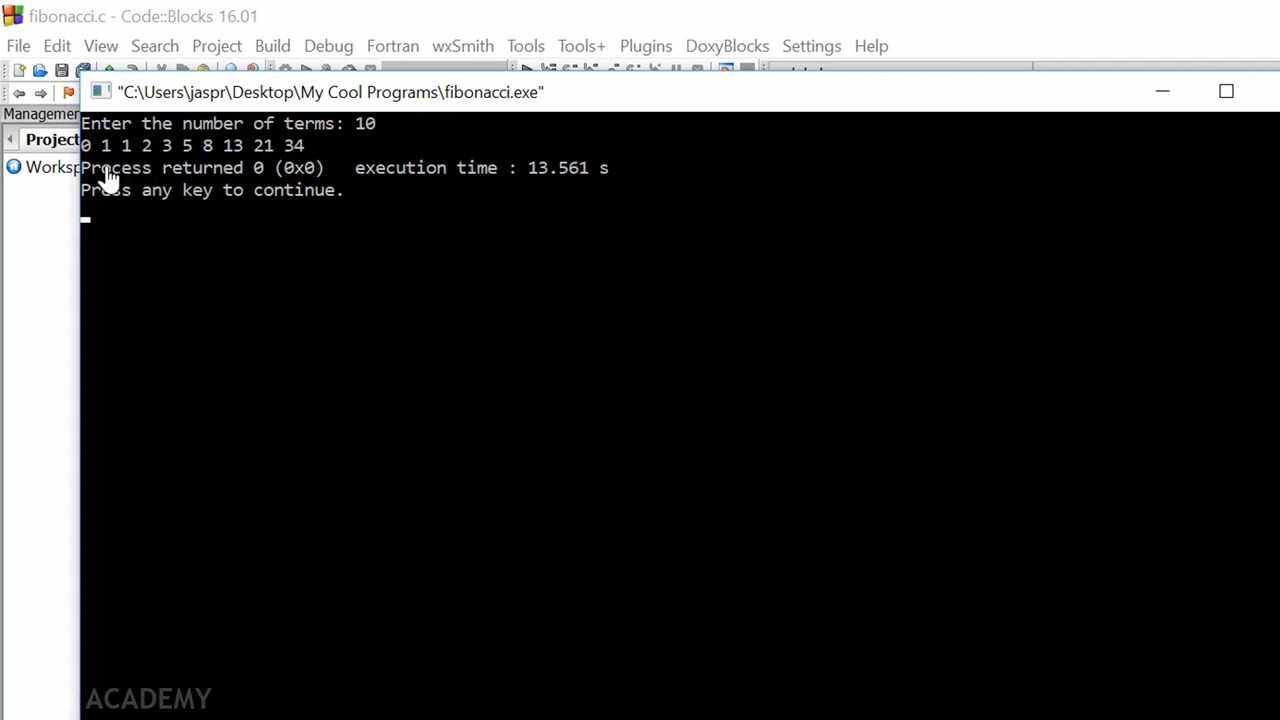 fibonacci.c - Code::Blocks 16.01
File Edit View Search Project Build Debug Fortran wxSmith Tools Tools+ Plugins DoxyBlocks Settings Help
"C:\Users\jaspr\Desktop\My Cool Programs\fibonacci.exe"
Managemen
Project
Worksp
Enter the number of terms: 10
0 1 1 2 3 5 8 13 21 34
Process returned 0 (0x0)   execution time : 13.561 s
Press any key to continue.
ACADEMY